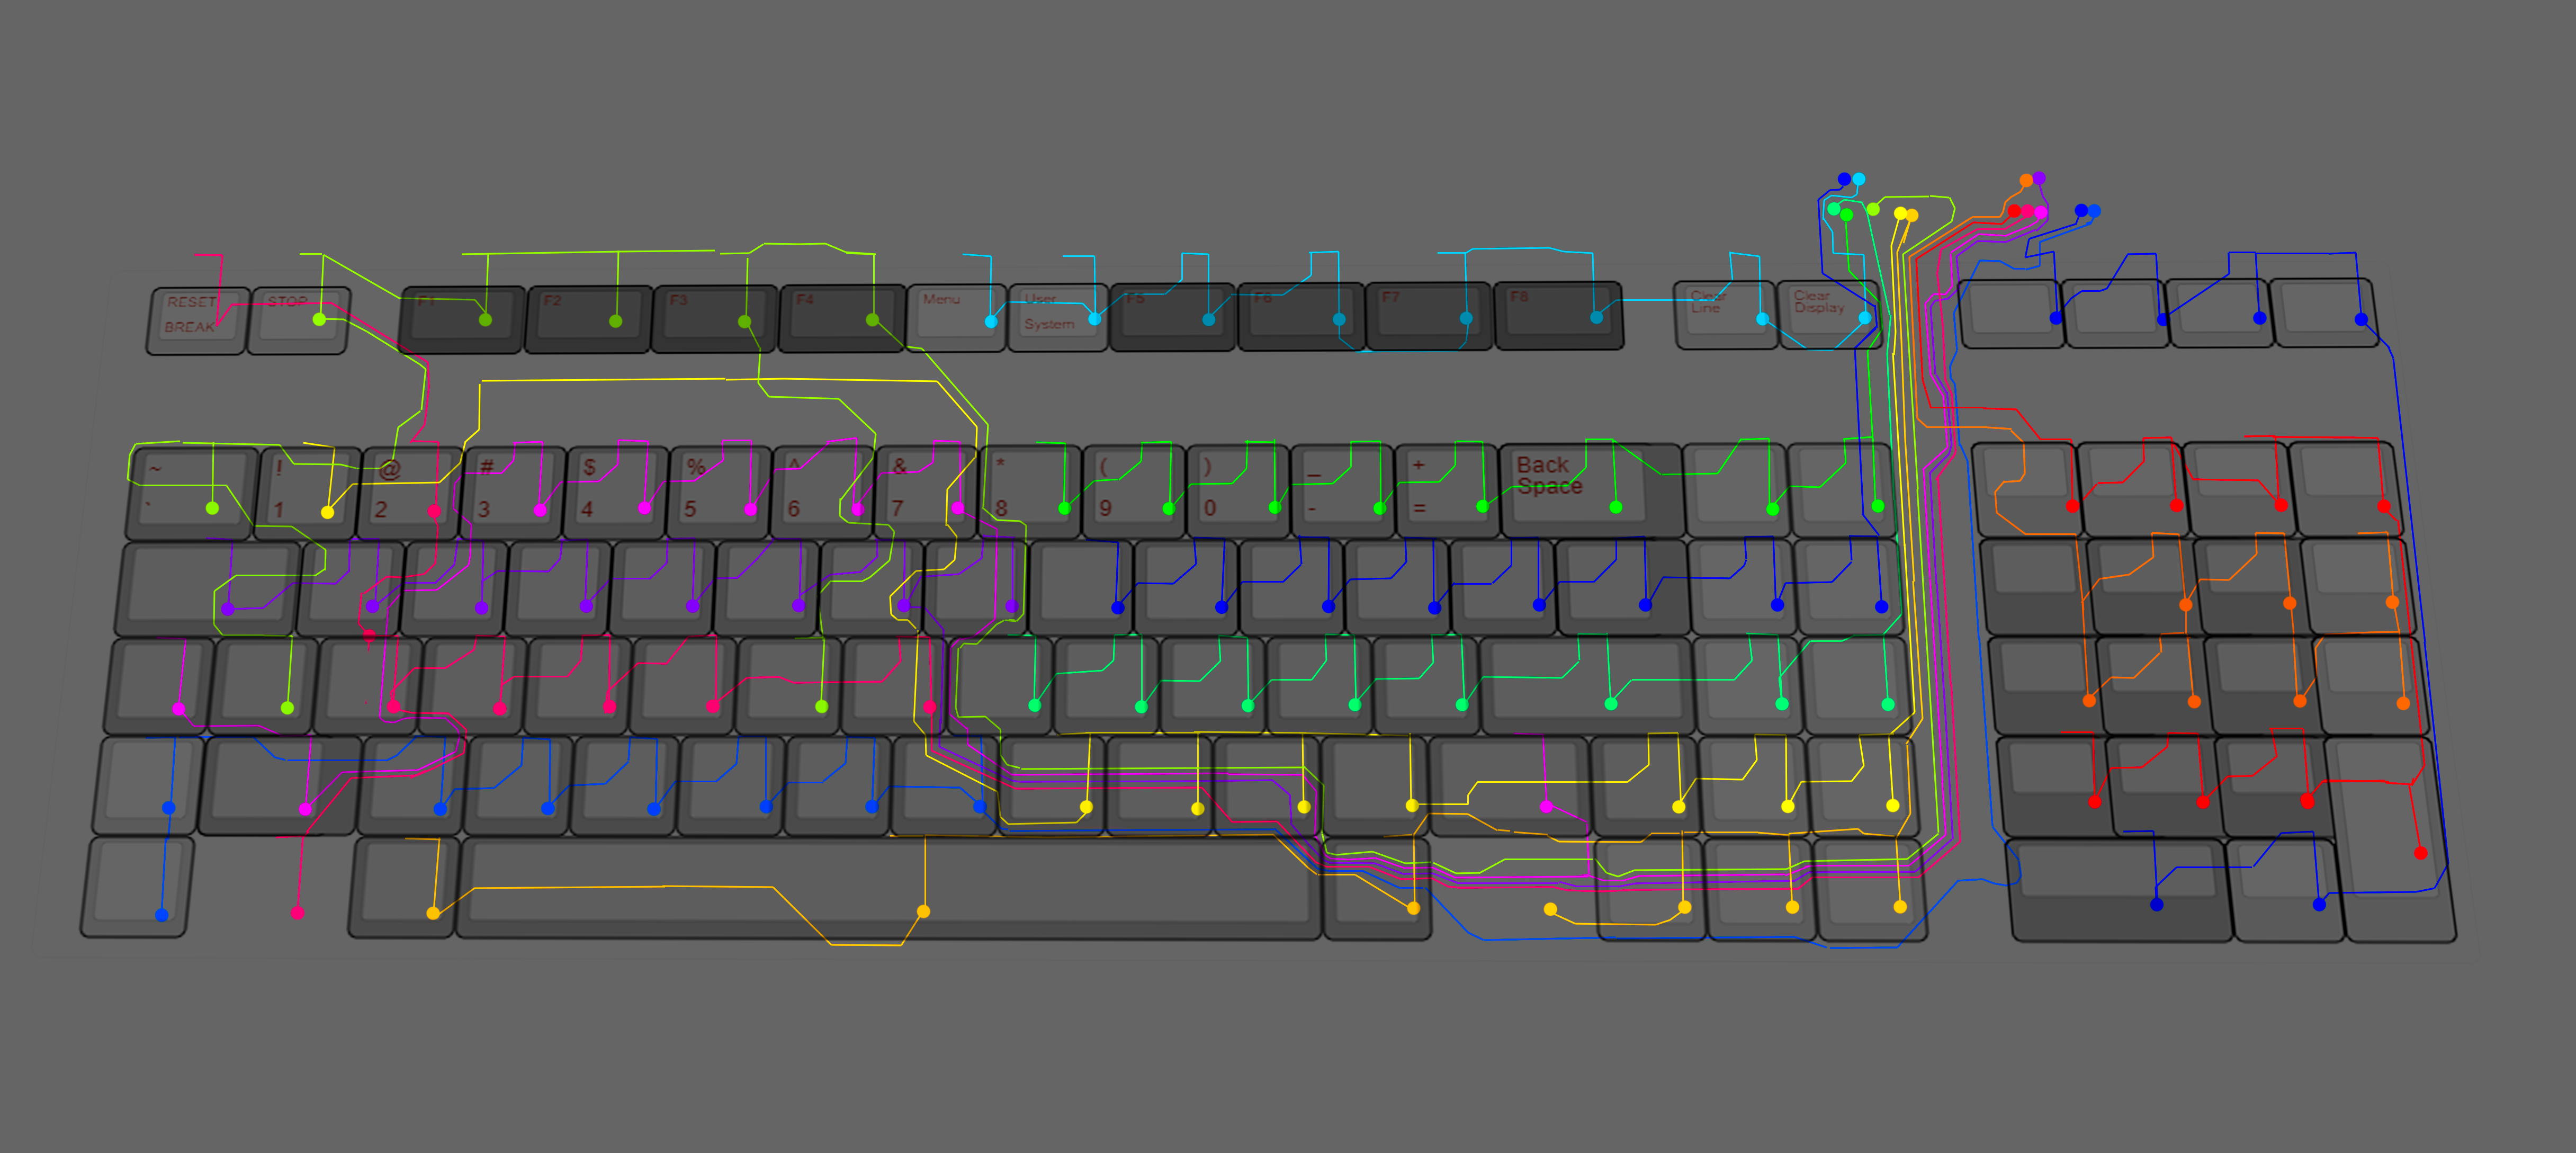 RESET
BREAK
STOP
F1
F2
F3
F4
Menu
User
System
F5
F6
F7
F8
Clear
Line
Clear
Display
~
`
!
1
@
2
#
3
$
4
%
5
^
6
&
7
*
8
(
9
)
0
_
-
+
=
Back
Space